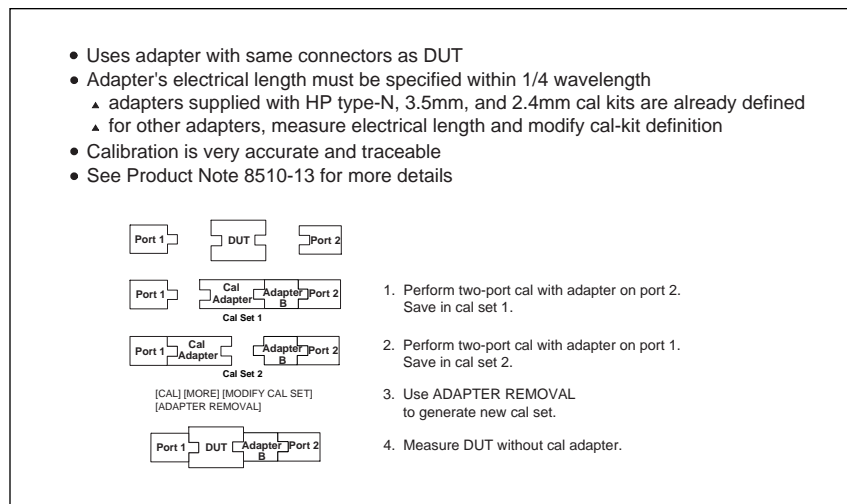 • Uses adapter with same connectors as DUT
• Adapter's electrical length must be specified within 1/4 wavelength
▲ adapters supplied with HP type-N, 3.5mm, and 2.4mm cal kits are already defined
▲ for other adapters, measure electrical length and modify cal-kit definition
• Calibration is very accurate and traceable
• See Product Note 8510-13 for more details
Port 1 DUT Port 2
Port 1 Cal Adapter Adapter B Port 2
Cal Set 1
1. Perform two-port cal with adapter on port 2.
Save in cal set 1.
Port 1 Cal Adapter Adapter B Port 2
Cal Set 2
2. Perform two-port cal with adapter on port 1.
Save in cal set 2.
[CAL] [MORE] [MODIFY CAL SET]
[ADAPTER REMOVAL]
3. Use ADAPTER REMOVAL
to generate new cal set.
Port 1 DUT Adapter B Port 2
4. Measure DUT without cal adapter.